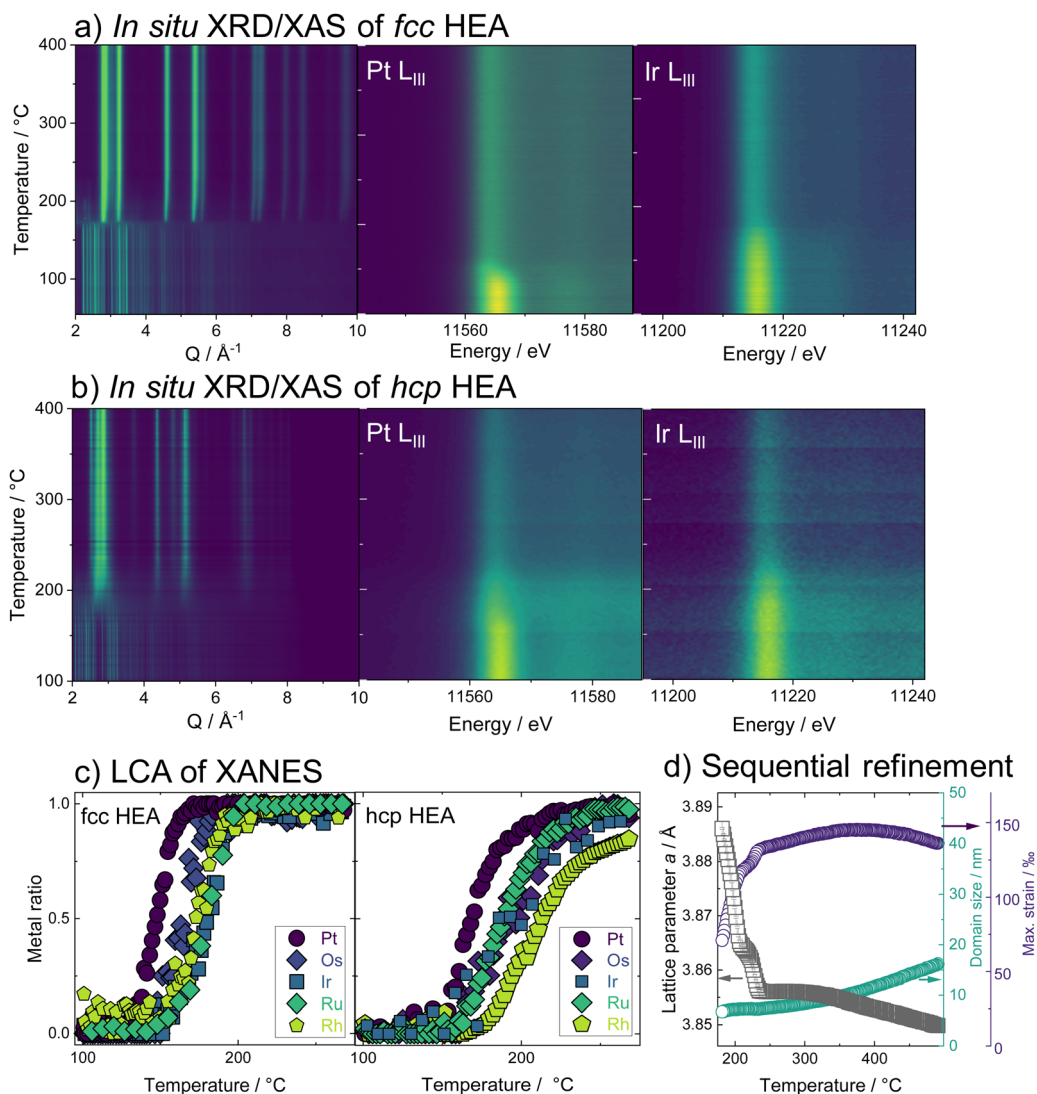 a) In situ XRD/XAS of fcc HEA
Pt LIII
Ir LIII
Temperature / °C
400
300
200
100
2 4 6 8 10
11560 11580
11200 11220 11240
Q / Å-1
Energy / eV
Energy / eV
b) In situ XRD/XAS of hcp HEA
Pt LIII
Ir LIII
Temperature / °C
400
300
200
100
2 4 6 8 10
11560 11580
11200 11220 11240
Q / Å-1
Energy / eV
Energy / eV
c) LCA of XANES
fcc HEA
hcp HEA
Metal ratio
1.0
0.5
0.0
Pt
Os
Ir
Ru
Rh
Pt
Os
Ir
Ru
Rh
100 200
100 200
Temperature / °C
Temperature / °C
d) Sequential refinement
Lattice parameter a / Å
3.89
3.88
3.87
3.86
3.85
50
40
30
20
10
0
Domain size / nm
150
100
50
0
Max. strain / ‰
200 300 400
Temperature / °C